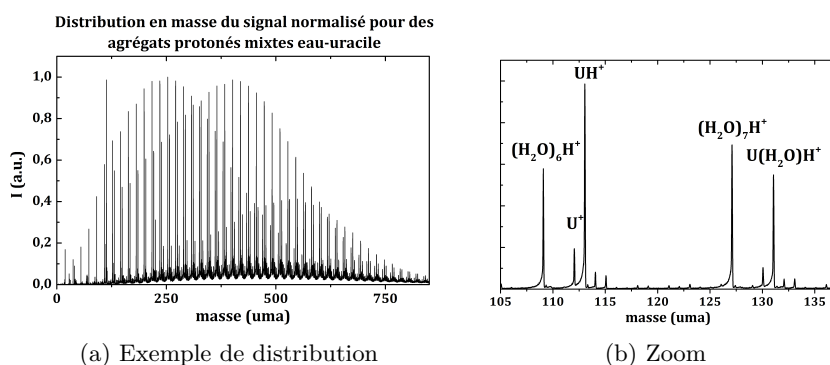 Distribution en masse du signal normalisé pour des
agrégats protonés mixtes eau-uracile
1,0
0,8
0,6
0,4
0,2
0,0
I (a.u.)
0 250 500 750
masse (uma)
(a) Exemple de distribution
UH⁺
(H₂O)₇H⁺
(H₂O)₆H⁺
U(H₂O)H⁺
U⁺
105 110 115 120 125 130 135
masse (uma)
(b) Zoom